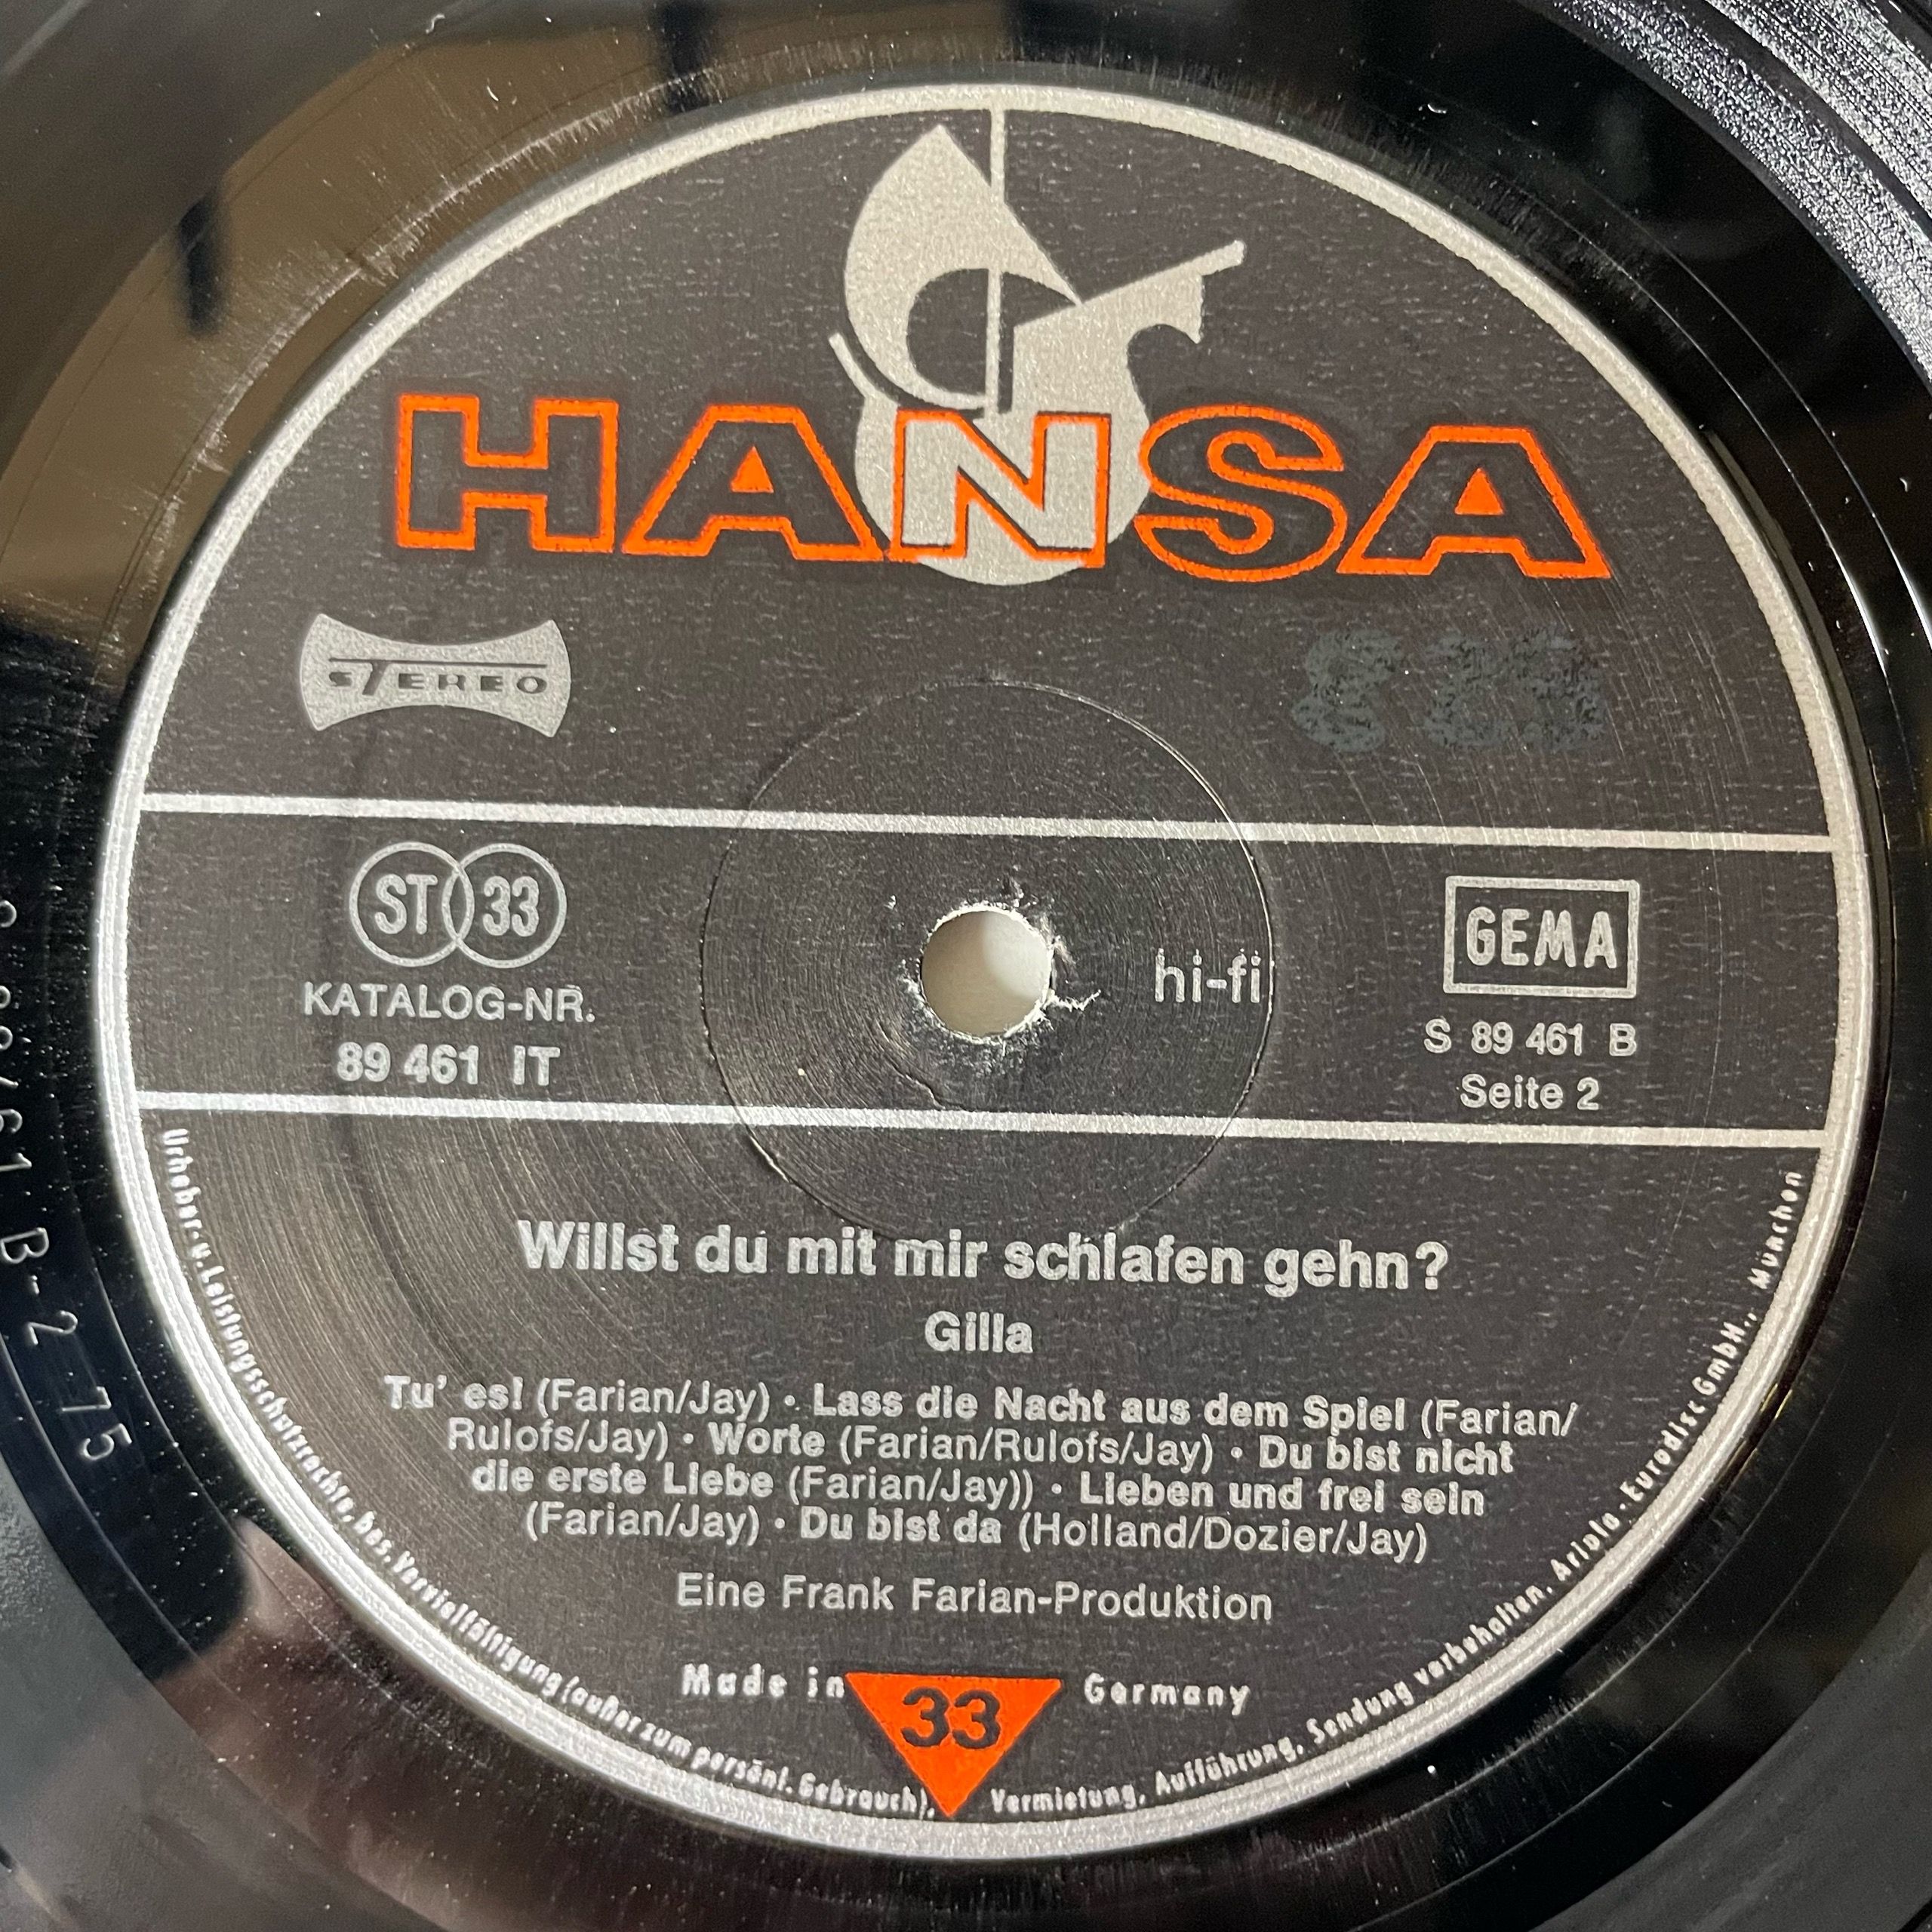 HANSA
STEREO
ST 33
KATALOG-NR.
89 461 IT
hi-fi
GEMA
S 89 461 B
Seite 2
Willst du mit mir schlafen gehn?
Gilla
Tu' es! (Farian/Jay) · Lass die Nacht aus dem Spiel (Farian/
Rulofs/Jay) · Worte (Farian/Rulofs/Jay) · Du bist nicht
die erste Liebe (Farian/Jay)) · Lieben und frei sein
(Farian/Jay) · Du bist da (Holland/Dozier/Jay)
Eine Frank Farian-Produktion
Made in 33 Germany
Urheber- u. Leistungsschutzrechte, bes. Vervielfältigung (außer zum persönl. Gebrauch), Vermietung, Aufführung, Sendung vorbehalten. Ariola-Eurodisc GmbH., München
61 B-2 75